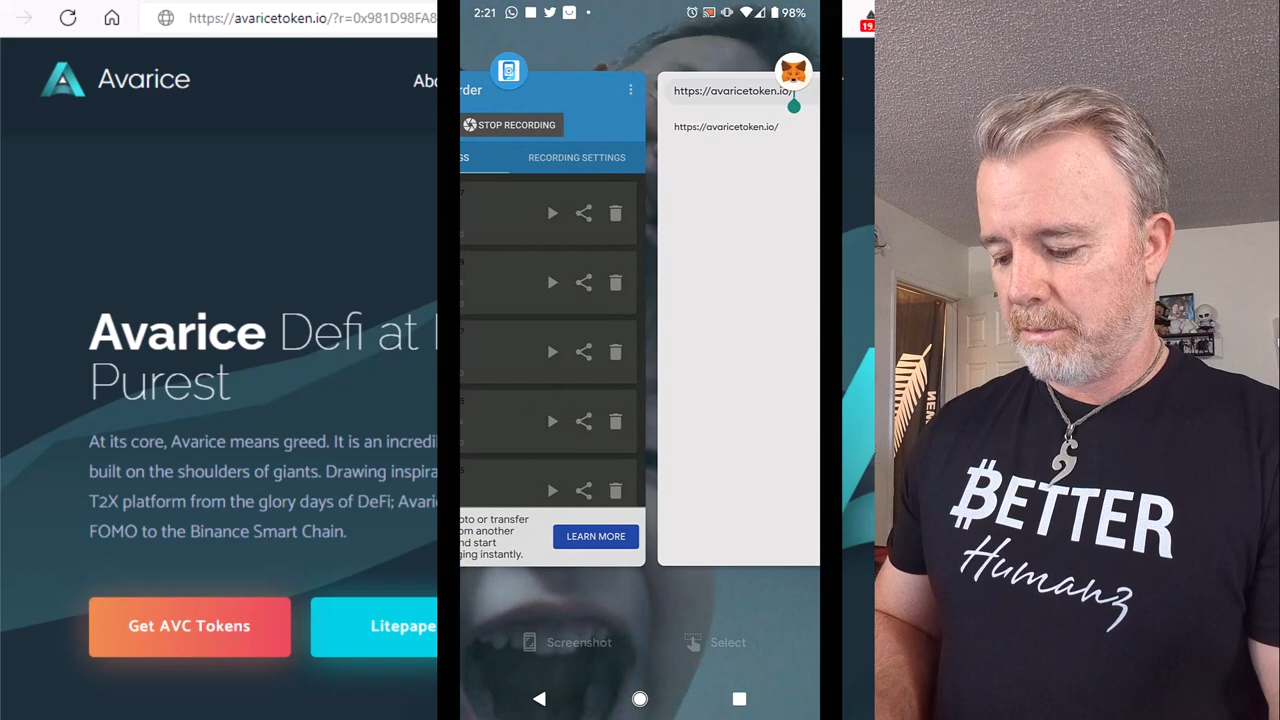 https://avaricetoken.io/?r=0x981D98FA8
Avarice
Abo
Avarice Defi at
Purest
At its core, Avarice means greed. It is an incredi
built on the shoulders of giants. Drawing inspira
T2X platform from the glory days of DeFi; Avari
FOMO to the Binance Smart Chain.
Get AVC Tokens
Litepape
2:21
98%
rder
STOP RECORDING
GS
RECORDING SETTINGS
oto or transfer
om another
nd start
ging instantly.
LEARN MORE
https://avaricetoken.io/
https://avaricetoken.io/
Screenshot
Select
19.
BETTER
Humanz